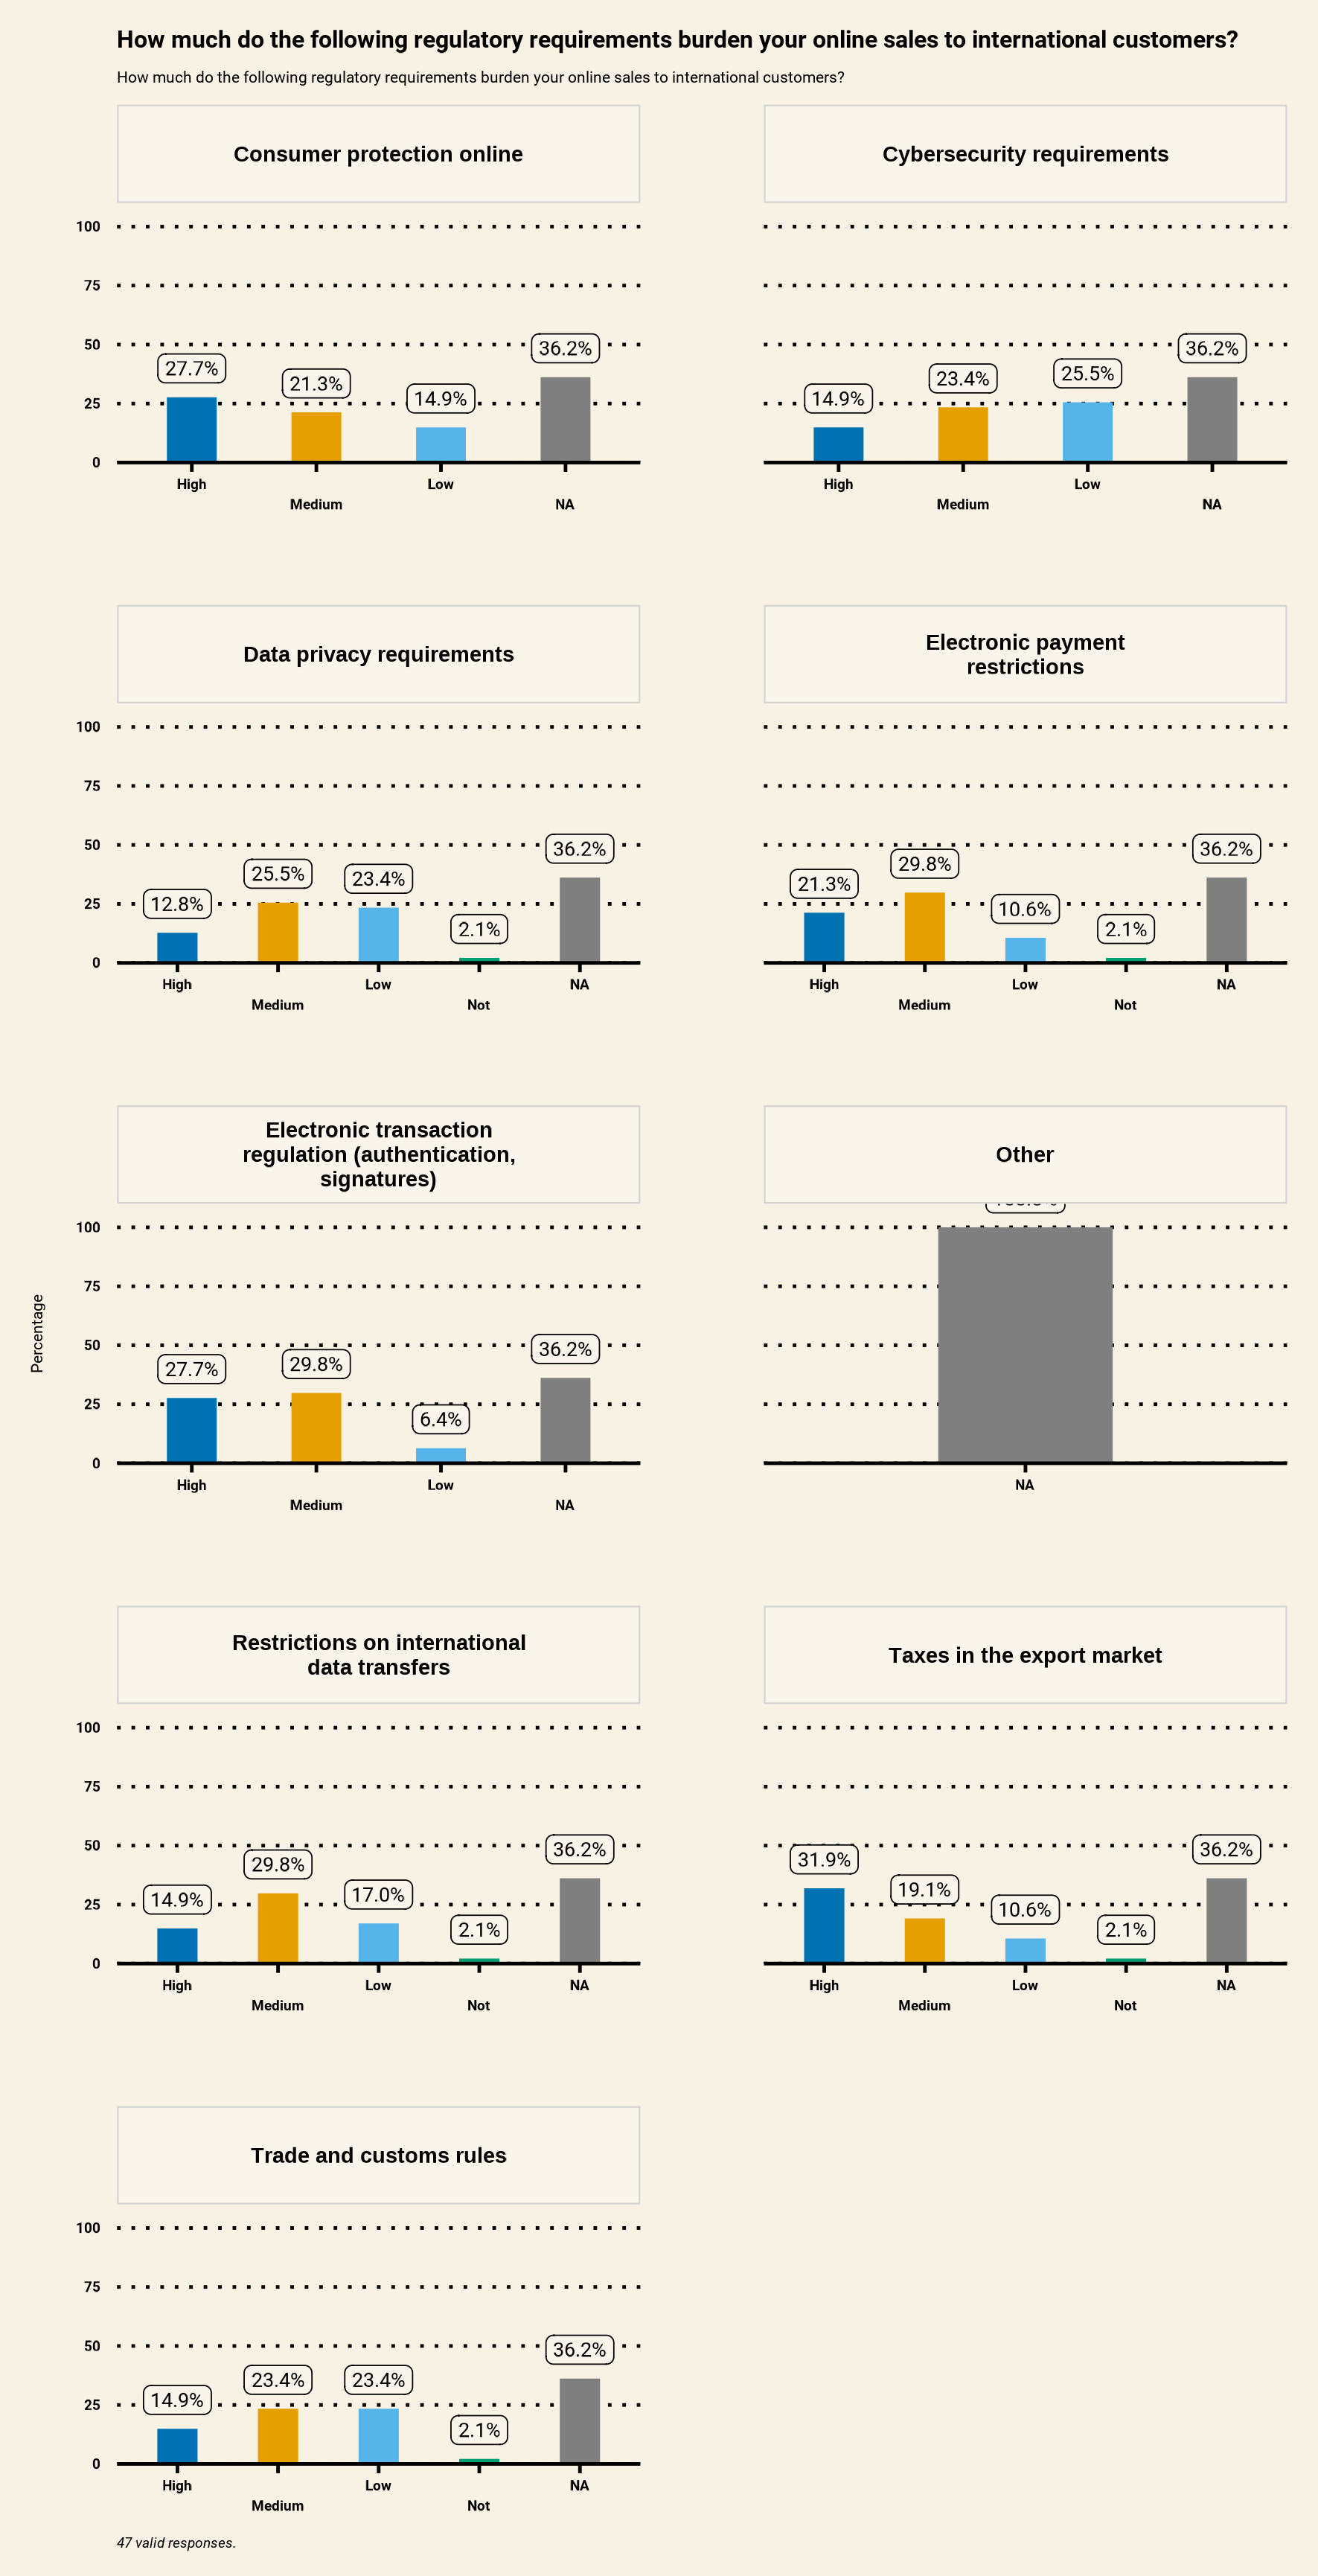 How much do the following regulatory requirements burden your online sales to international customers?
How much do the following regulatory requirements burden your online sales to international customers?
Consumer protection online
Cybersecurity requirements
100
75
50
25
0
27.7%
21.3%
14.9%
36.2%
14.9%
23.4%
25.5%
36.2%
High
Medium
Low
NA
High
Medium
Low
NA
Data privacy requirements
Electronic payment
restrictions
100
75
50
25
0
12.8%
25.5%
23.4%
2.1%
36.2%
21.3%
29.8%
10.6%
2.1%
36.2%
High
Medium
Low
Not
NA
High
Medium
Low
Not
NA
Electronic transaction
regulation (authentication,
signatures)
Other
Percentage
100
75
50
25
0
27.7%
29.8%
6.4%
36.2%
High
Medium
Low
NA
NA
Restrictions on international
data transfers
Taxes in the export market
100
75
50
25
0
14.9%
29.8%
17.0%
2.1%
36.2%
31.9%
19.1%
10.6%
2.1%
36.2%
High
Medium
Low
Not
NA
High
Medium
Low
Not
NA
Trade and customs rules
100
75
50
25
0
14.9%
23.4%
23.4%
2.1%
36.2%
High
Medium
Low
Not
NA
47 valid responses.